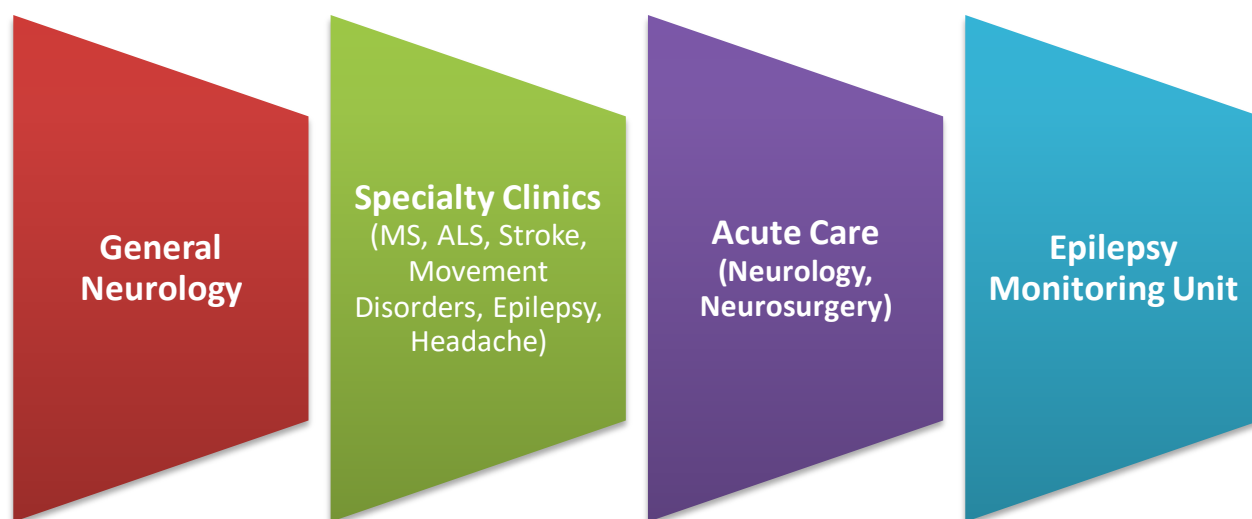 General
Neurology
Specialty Clinics
(MS, ALS, Stroke,
Movement
Disorders, Epilepsy,
Headache)
Acute Care
(Neurology,
Neurosurgery)
Epilepsy
Monitoring Unit